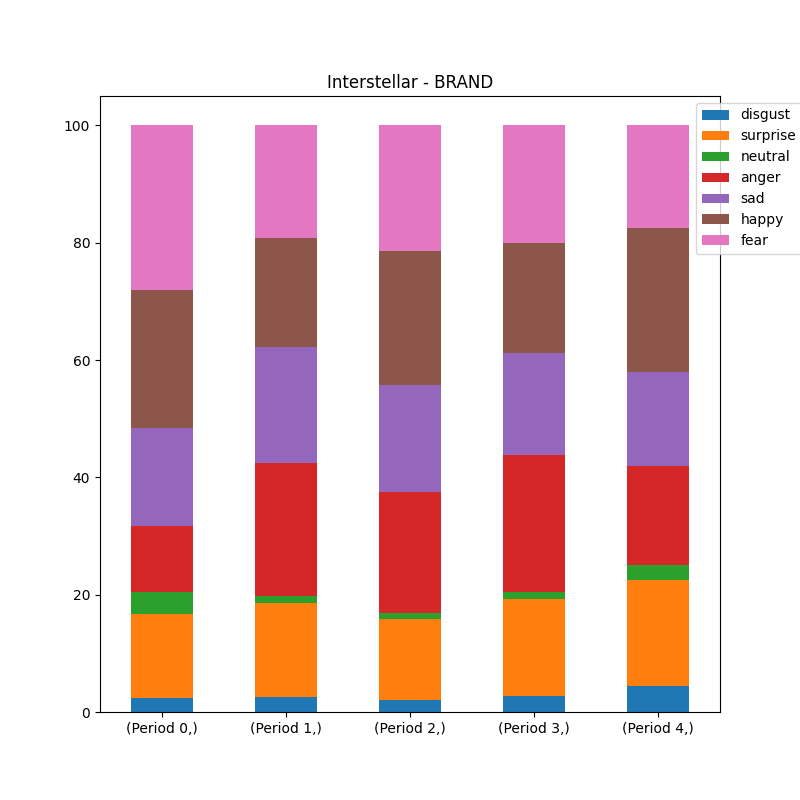 Interstellar - BRAND
disgust
surprise
neutral
anger
sad
happy
fear
100
80
60
40
20
0
(Period 0,) (Period 1,) (Period 2,) (Period 3,) (Period 4,)